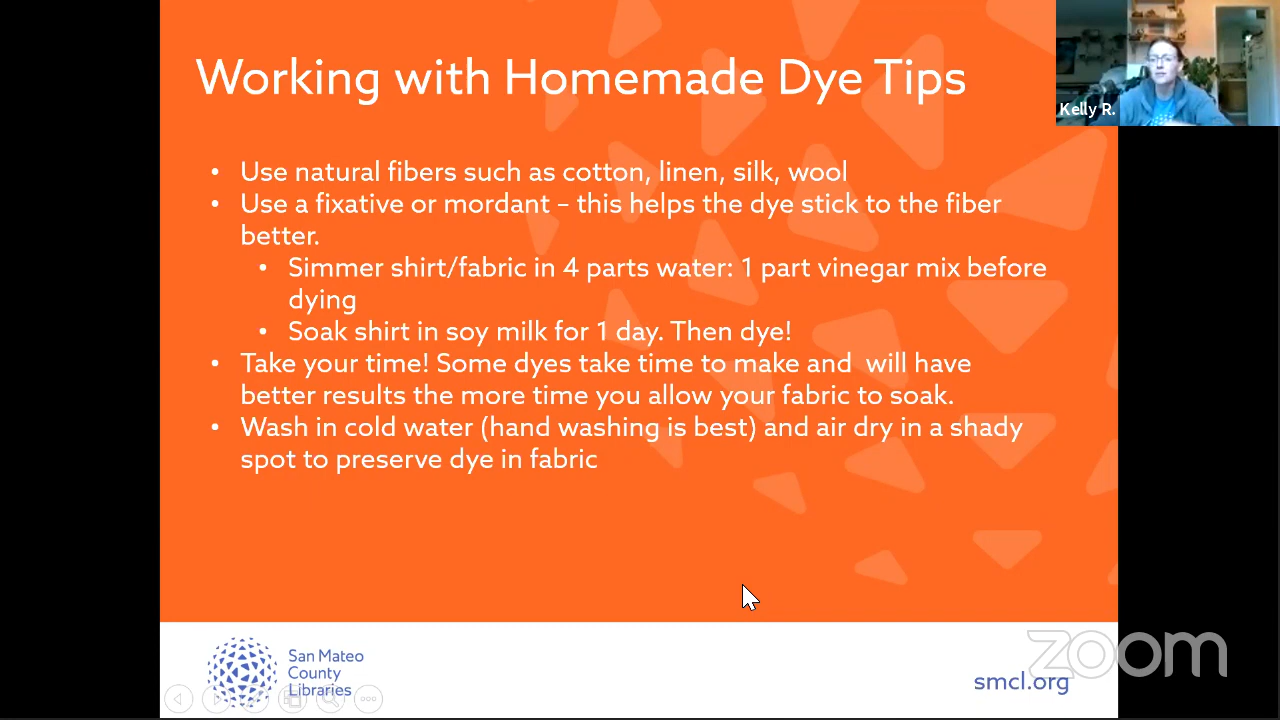 Working with Homemade Dye Tips
Kelly R.
• Use natural fibers such as cotton, linen, silk, wool
• Use a fixative or mordant – this helps the dye stick to the fiber
better.
• Simmer shirt/fabric in 4 parts water: 1 part vinegar mix before
dying
• Soak shirt in soy milk for 1 day. Then dye!
• Take your time! Some dyes take time to make and  will have
better results the more time you allow your fabric to soak.
• Wash in cold water (hand washing is best) and air dry in a shady
spot to preserve dye in fabric
San Mateo
County
Libraries
smcl.org
zoom